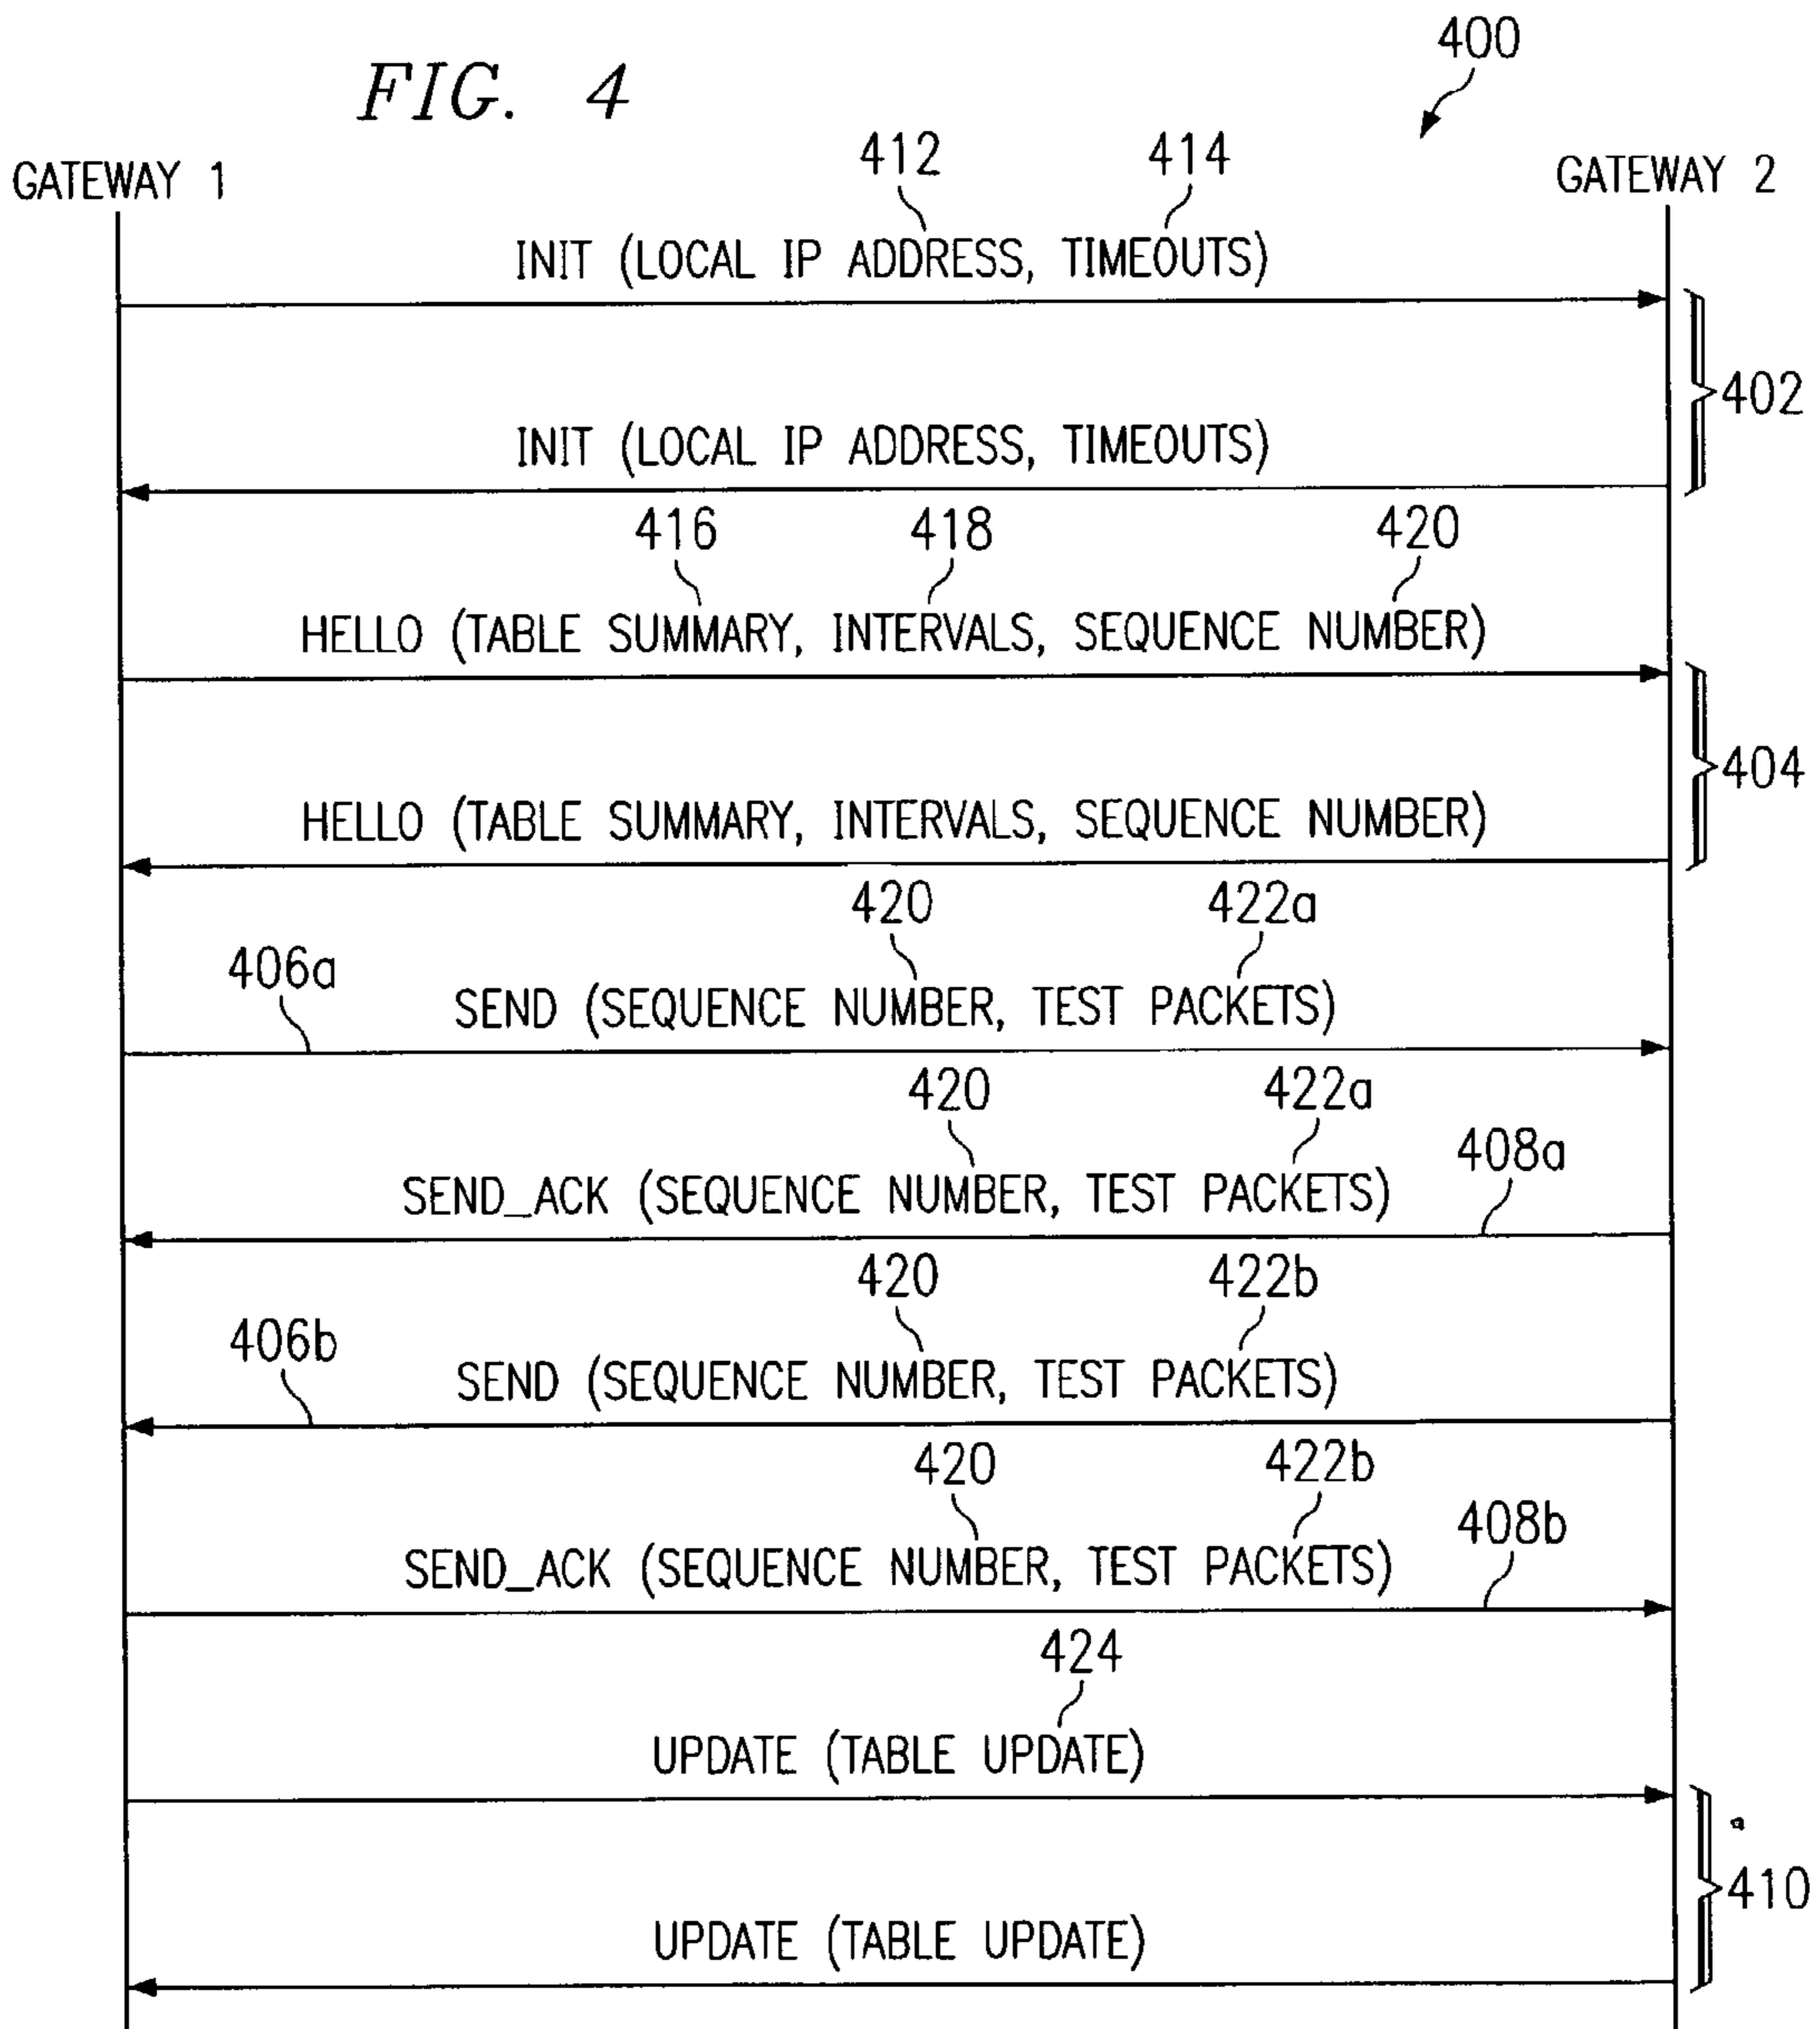 FIG. 4
400
412 414
GATEWAY 1 GATEWAY 2
INIT (LOCAL IP ADDRESS, TIMEOUTS)
402
INIT (LOCAL IP ADDRESS, TIMEOUTS)
416 418 420
HELLO (TABLE SUMMARY, INTERVALS, SEQUENCE NUMBER)
404
HELLO (TABLE SUMMARY, INTERVALS, SEQUENCE NUMBER)
420 422a
406a
SEND (SEQUENCE NUMBER, TEST PACKETS)
420 422a
408a
SEND_ACK (SEQUENCE NUMBER, TEST PACKETS)
420 422b
406b
SEND (SEQUENCE NUMBER, TEST PACKETS)
420 422b
408b
SEND_ACK (SEQUENCE NUMBER, TEST PACKETS)
424
UPDATE (TABLE UPDATE)
410
UPDATE (TABLE UPDATE)